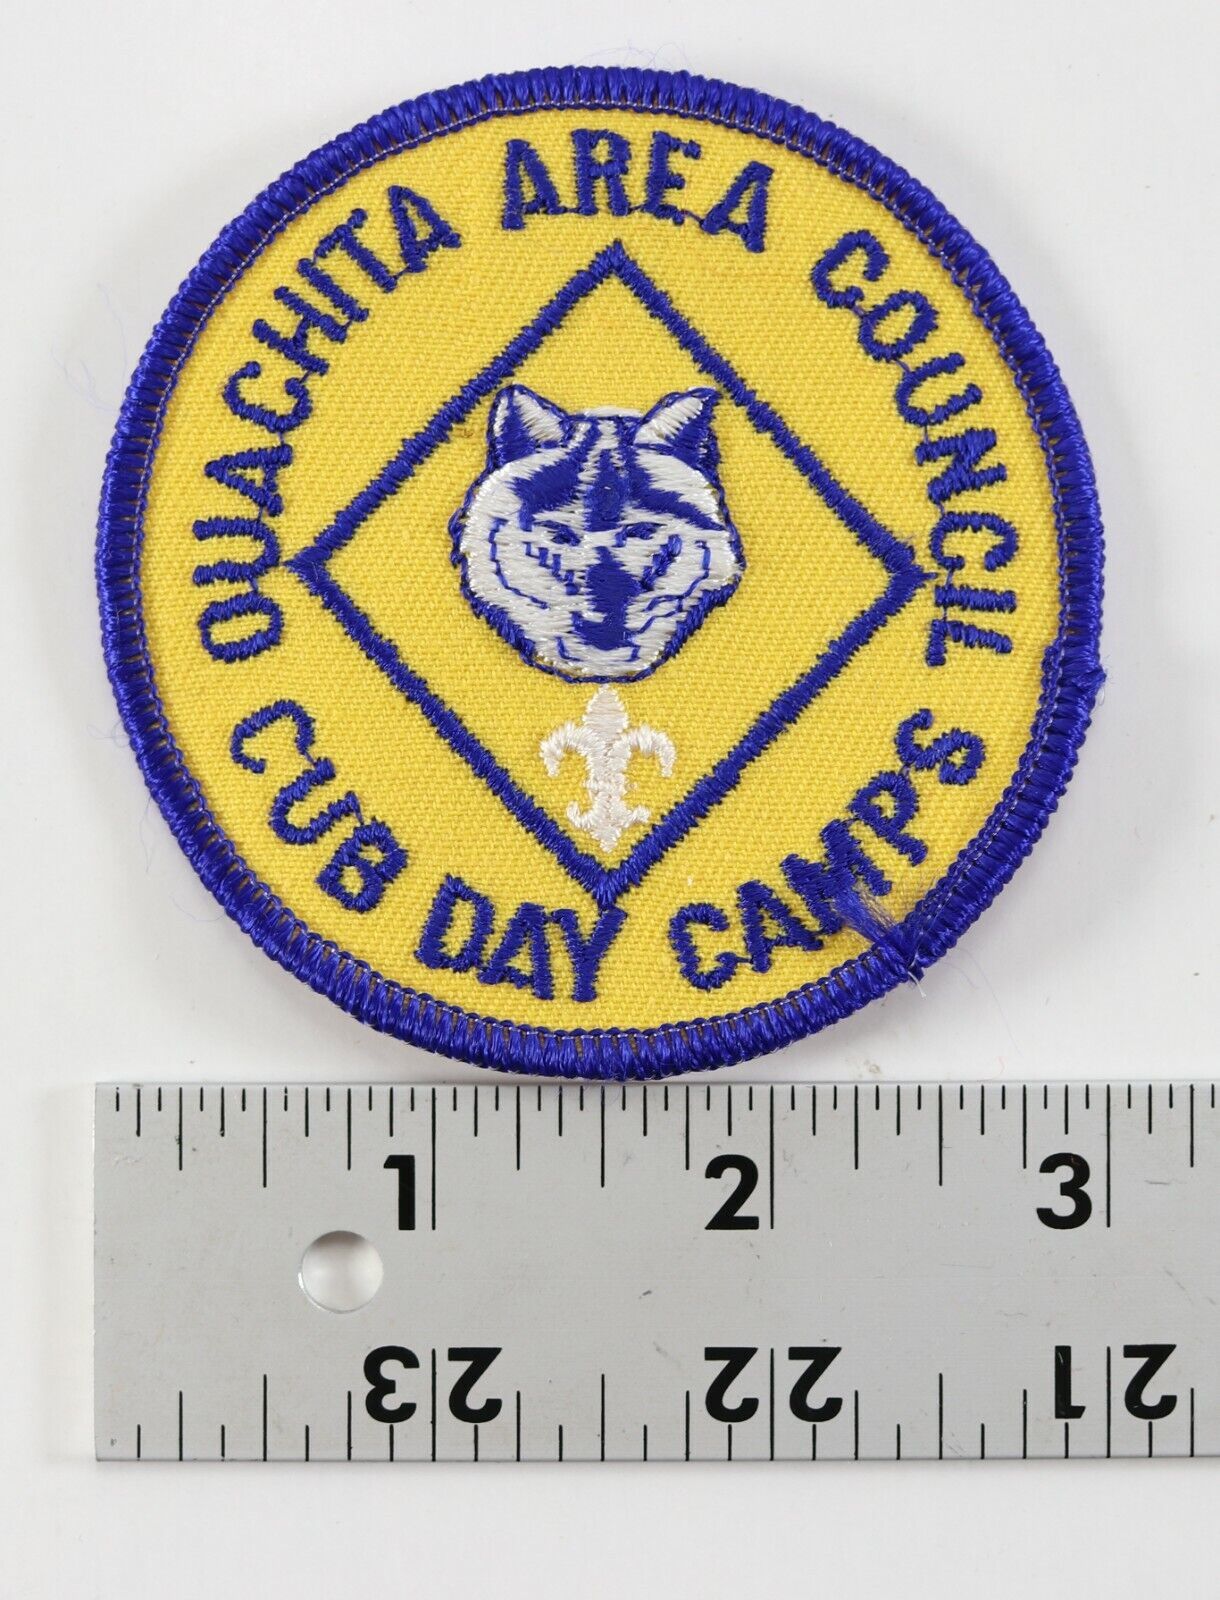 OUACHITA AREA COUNCIL
CUB DAY CAMPS
1 2 3
23 22 21